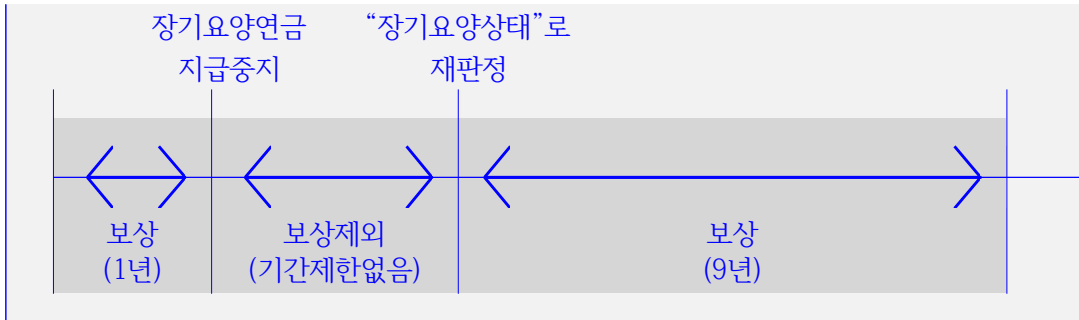 장기요양연금
지급중지
“장기요양상태”로
재판정
보상
(1년)
보상제외
(기간제한없음)
보상
(9년)